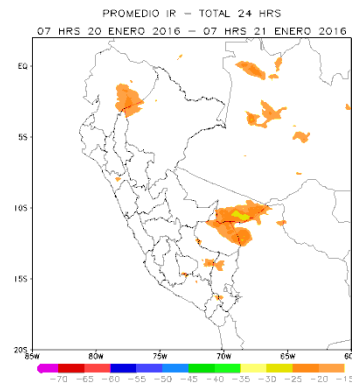 PROMEDIO IR − TOTAL 24 HRS
07 HRS 20 ENERO 2016 − 07 HRS 21 ENERO 2016
EQ
5S
10S
15S
20S
85W 80W 75W 70W 65W 60
−70 −65 −60 −55 −50 −45 −40 −35 −30 −25 −20 −15